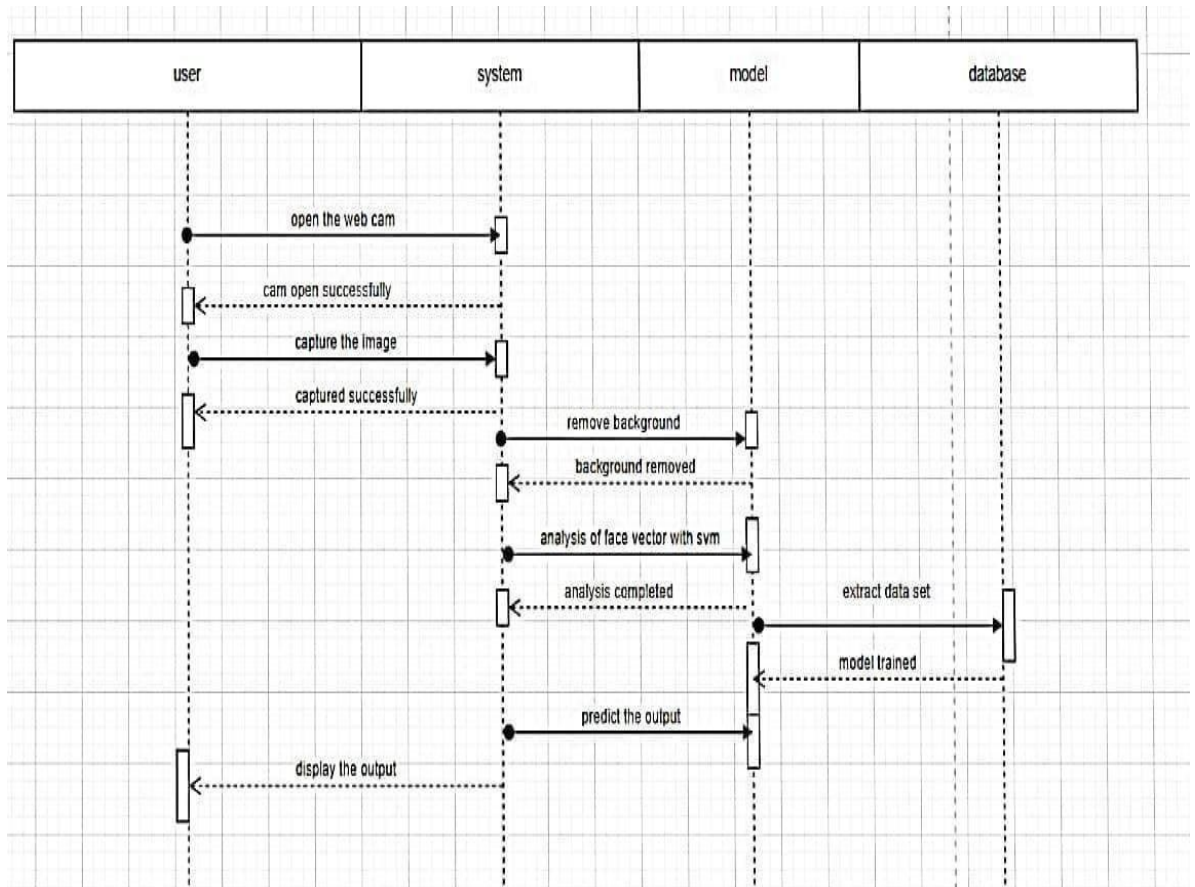 user
system
model
database
open the web cam
cam open successfully
capture the image
captured successfully
remove background
background removed
analysis of face vector with svm
analysis completed
extract data set
model trained
predict the output
display the output